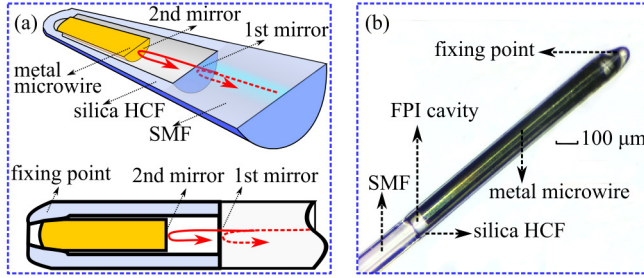 (a)
2nd mirror
1st mirror
metal
microwire
silica HCF
SMF
fixing point
2nd mirror
1st mirror
(b)
fixing point
FPI cavity
100 μm
SMF
metal microwire
silica HCF